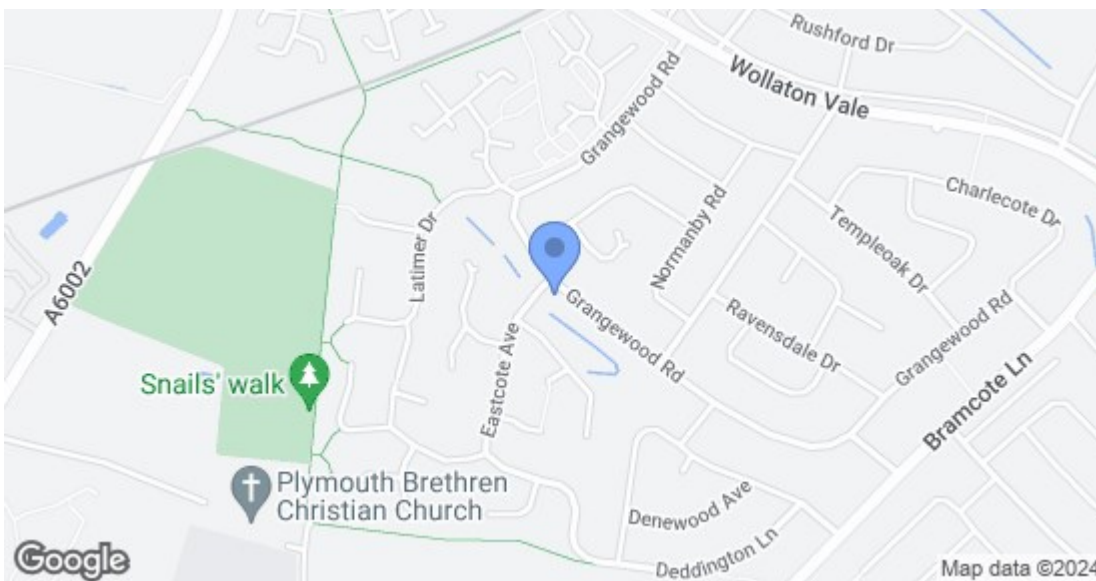 Rushford Dr
Wollaton Vale
Grangewood Rd
Charlecote Dr
Templeoak Dr
Normanby Rd
Latimer Dr
A6002
Grangewood Rd
Ravensdale Dr
Grangewood Rd
Bramcote Ln
Snails' walk
Eastcote Ave
Plymouth Brethren
Christian Church
Denewood Ave
Deddington Ln
Google
Map data ©2024